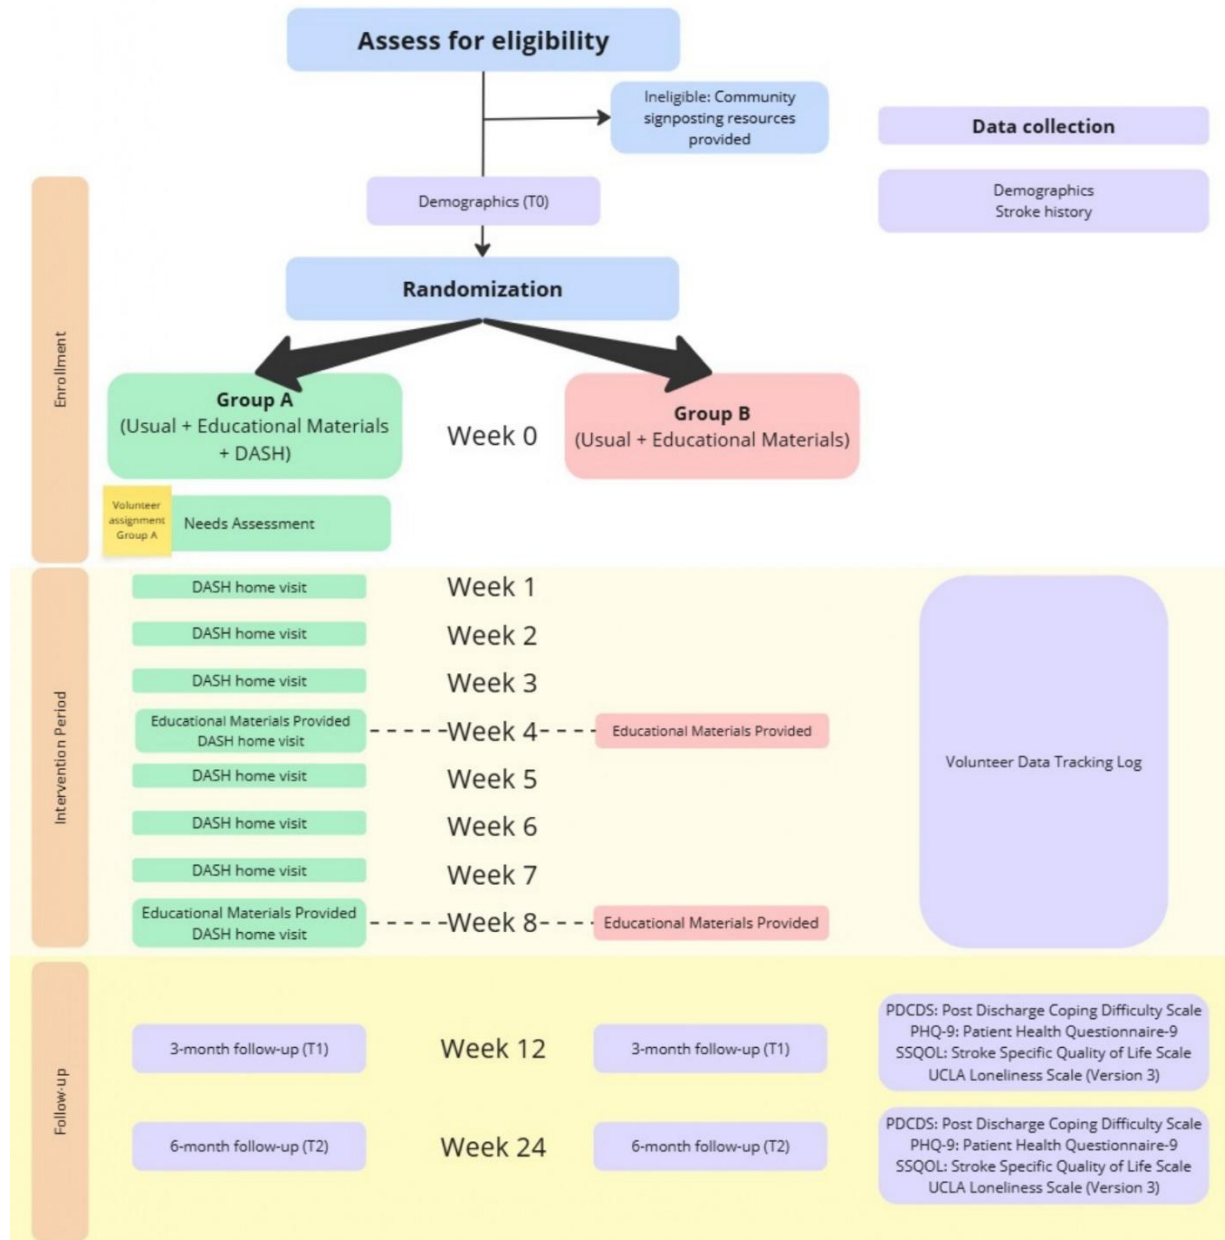 Assess for eligibility
Ineligible: Community
signposting resources
provided
Data collection
Demographics (T0)
Demographics
Stroke history
Randomization
Enrollment
Group A
(Usual + Educational Materials
+ DASH)
Week 0
Group B
(Usual + Educational Materials)
Volunteer
assignment
Group A
Needs Assessment
Intervention Period
DASH home visit
Week 1
DASH home visit
Week 2
DASH home visit
Week 3
Educational Materials Provided
DASH home visit
Week 4
Educational Materials Provided
DASH home visit
Week 5
DASH home visit
Week 6
DASH home visit
Week 7
Educational Materials Provided
DASH home visit
Week 8
Educational Materials Provided
Volunteer Data Tracking Log
Follow-up
3-month follow-up (T1)
Week 12
3-month follow-up (T1)
PDCDS: Post Discharge Coping Difficulty Scale
PHQ-9: Patient Health Questionnaire-9
SSQOL: Stroke Specific Quality of Life Scale
UCLA Loneliness Scale (Version 3)
6-month follow-up (T2)
Week 24
6-month follow-up (T2)
PDCDS: Post Discharge Coping Difficulty Scale
PHQ-9: Patient Health Questionnaire-9
SSQOL: Stroke Specific Quality of Life Scale
UCLA Loneliness Scale (Version 3)